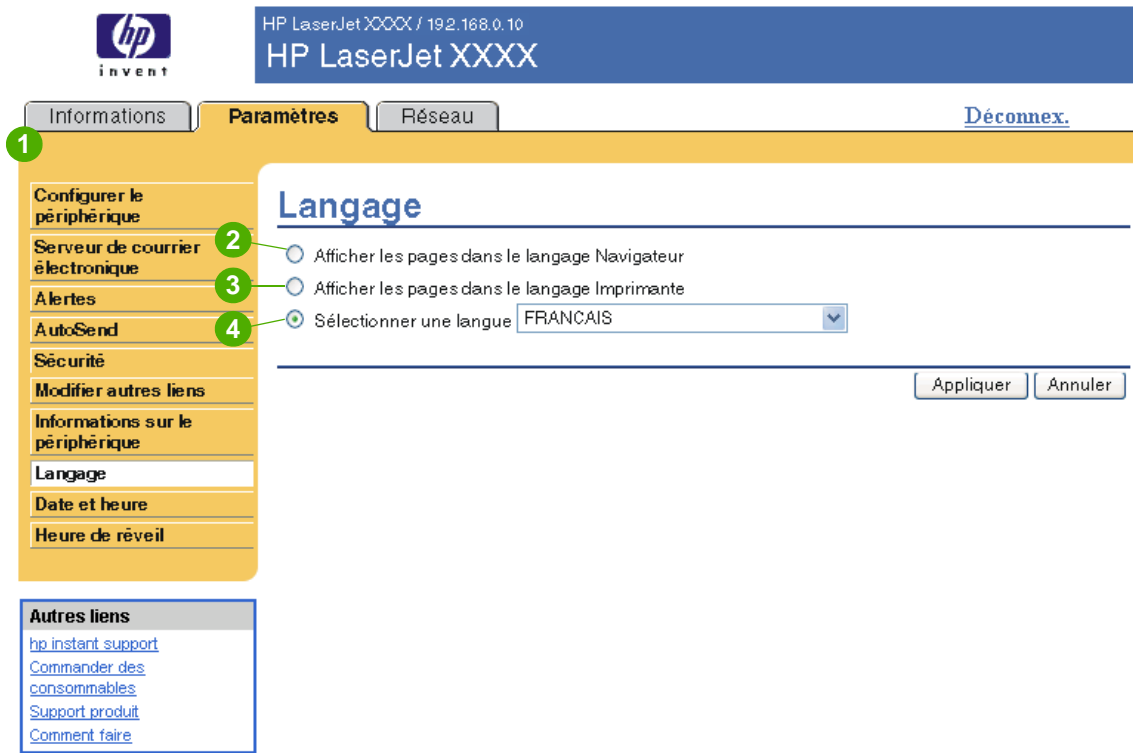 hp
invent
HP LaserJet XXXX / 192.168.0.10
HP LaserJet XXXX
Informations
Paramètres
Réseau
Déconnex.
1
Configurer le
périphérique
Serveur de courrier
électronique
Alertes
AutoSend
Sécurité
Modifier autres liens
Informations sur le
périphérique
Langage
Date et heure
Heure de réveil
Langage
2
Afficher les pages dans le langage Navigateur
3
Afficher les pages dans le langage Imprimante
4
Sélectionner une langue FRANCAIS
Appliquer Annuler
Autres liens
hp instant support
Commander des
consommables
Support produit
Comment faire